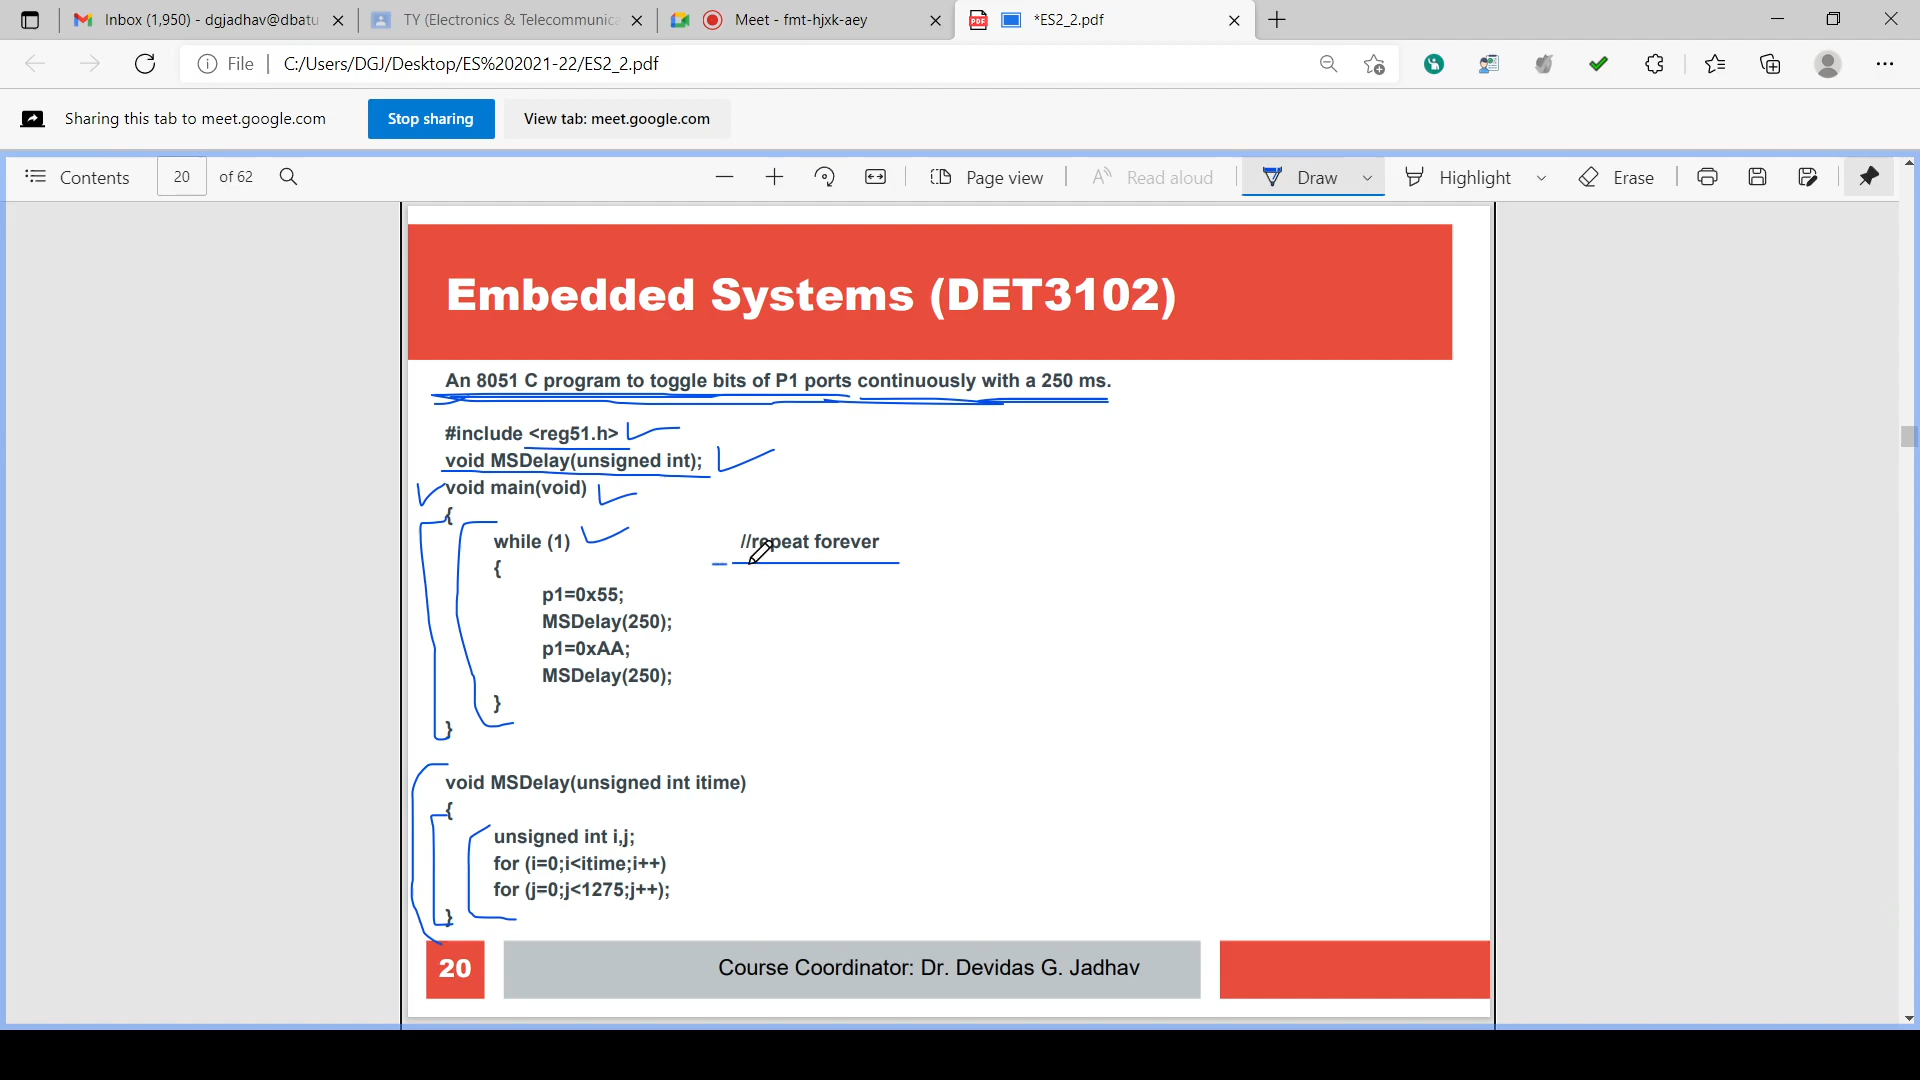 Inbox (1,950) - dgjadhav@dbatu
TY (Electronics & Telecommunica
Meet - fmt-hjxk-aey
PDF
*ES2_2.pdf
File
C:/Users/DGJ/Desktop/ES%202021-22/ES2_2.pdf
Sharing this tab to meet.google.com
Stop sharing
View tab: meet.google.com
Contents
20
of 62
Page view
Read aloud
Draw
Highlight
Erase
Embedded Systems (DET3102)
An 8051 C program to toggle bits of P1 ports continuously with a 250 ms.
#include <reg51.h>
void MSDelay(unsigned int);
void main(void)
{
while (1) //repeat forever
{
p1=0x55;
MSDelay(250);
p1=0xAA;
MSDelay(250);
}
}
void MSDelay(unsigned int itime)
{
unsigned int i,j;
for (i=0;i<itime;i++)
for (j=0;j<1275;j++);
}
20
Course Coordinator: Dr. Devidas G. Jadhav